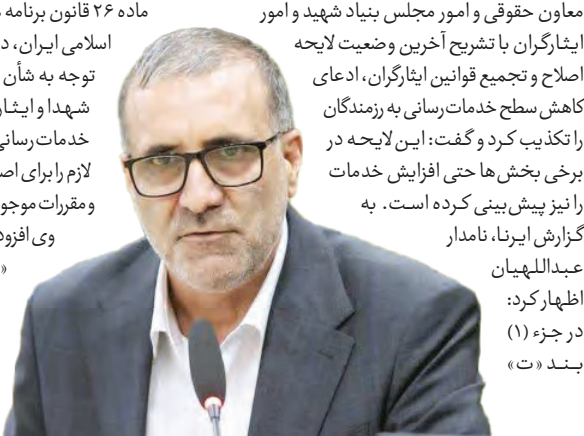 معاون حقوقی و امور مجلس بنیاد شهید و امور
ایثارگران با تشریح آخرین وضعیت لایحه
اصلاح و تجمیع قوانین ایثارگران، ادعای
کاهش سطح خدمات‌رسانی به رزمندگان
را تکذیب کرد و گفت: این لایحه در
برخی بخش‌ها حتی افزایش خدمات
را نیز پیش‌بینی کرده است. به
گزارش ایرنا، نامدار
عبداللهیان
اظهار کرد:
در جزء (۱)
بند «ت»
ماده ۲۶ قانون برنامه
اسلامی ایران، د
توجه به شأن
شهدا و ایثار
خدمات‌رسانی
لازم را برای اص
و مقررات موجو
وی افزود
«